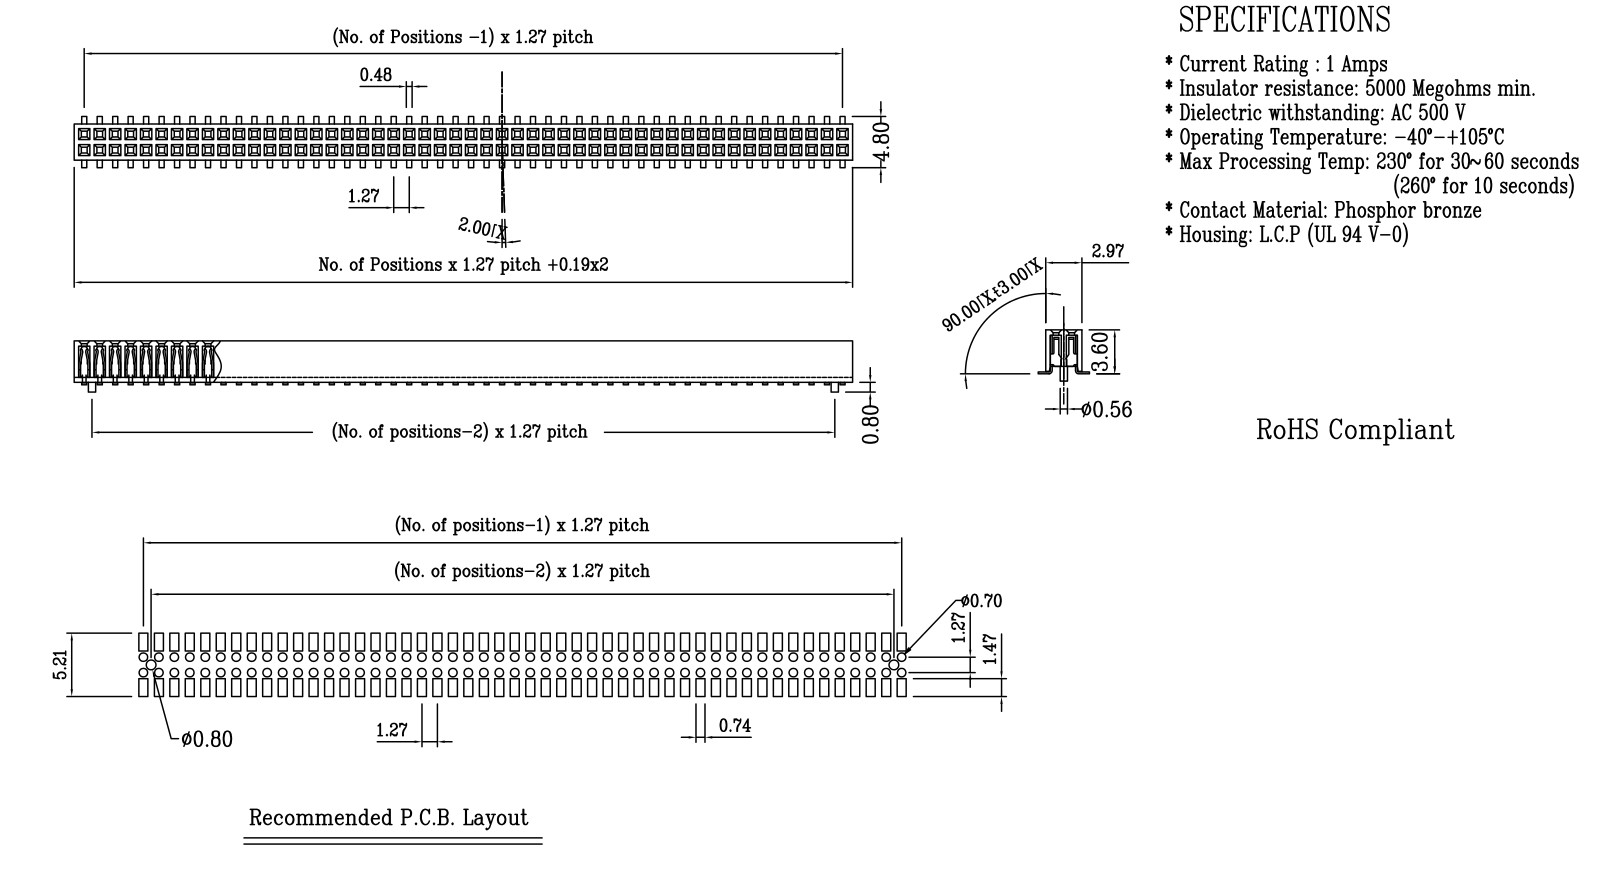 SPECIFICATIONS
* Current Rating : 1 Amps
* Insulator resistance: 5000 Megohms min.
* Dielectric withstanding: AC 500 V
* Operating Temperature: -40°-+105°C
* Max Processing Temp: 230° for 30~60 seconds
(260° for 10 seconds)
* Contact Material: Phosphor bronze
* Housing: L.C.P (UL 94 V-0)
(No. of Positions -1) x 1.27 pitch
0.48
4.80
1.27
2.00[X
No. of Positions x 1.27 pitch +0.19x2
2.97
90.00[X±3.00[X
3.60
ø0.56
0.80
(No. of positions-2) x 1.27 pitch
RoHS Compliant
(No. of positions-1) x 1.27 pitch
(No. of positions-2) x 1.27 pitch
ø0.70
1.27
1.47
5.21
ø0.80
1.27
0.74
Recommended P.C.B. Layout